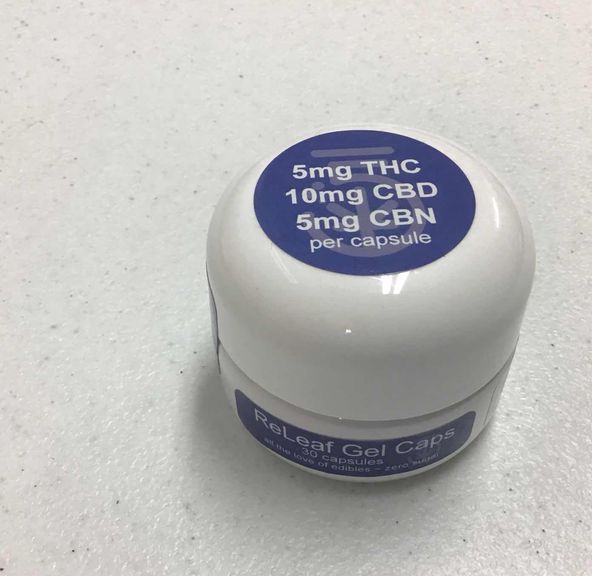 5mg THC
10mg CBD
5mg CBN
per capsule
ReLeaf Gel Caps
30 capsules
all the love of edibles – zero sugar